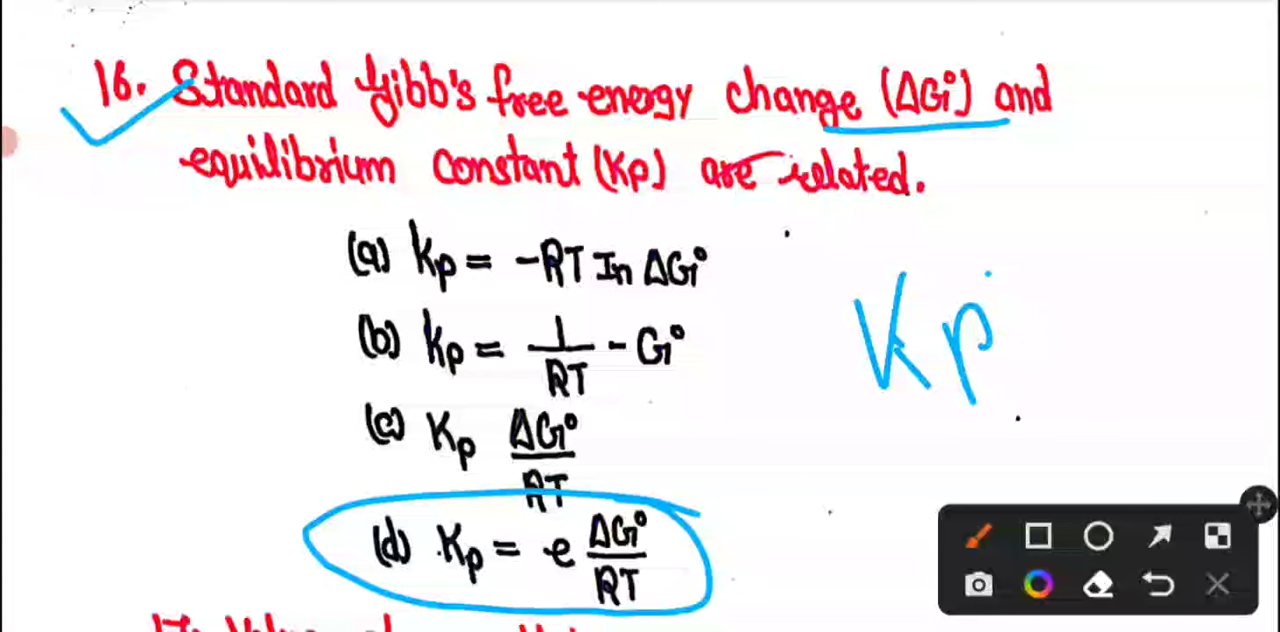 16. Standard Gibb's free energy change (ΔG°) and
equilibrium constant (Kp) are related.
(a) Kp = -RT In ΔG°
(b) Kp = 1/RT - G°
(c) Kp ΔG°/RT
(d) Kp = e ΔG°/RT
Kp